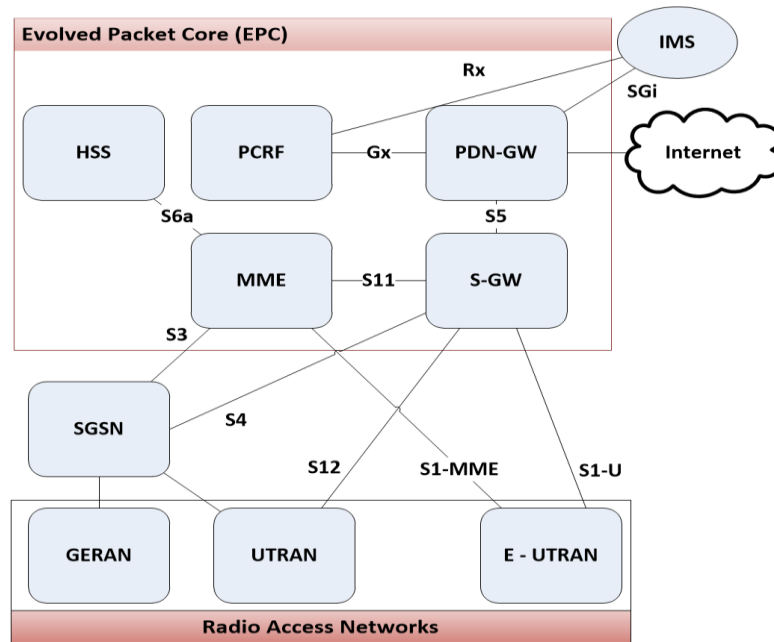 Evolved Packet Core (EPC)
IMS
Rx
SGi
HSS
PCRF
Gx
PDN-GW
Internet
S6a
S5
MME
S11
S-GW
S3
SGSN
S4
S12
S1-MME
S1-U
GERAN
UTRAN
E - UTRAN
Radio Access Networks